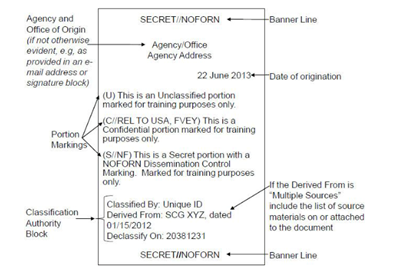 Agency and
Office of Origin
(if not otherwise
evident, e.g, as
provided in an e-
mail address or
signature block)
SECRET//NOFORN
Banner Line
Agency/Office
Agency Address
22 June 2013
Date of origination
Portion
Markings
(U) This is an Unclassified portion
marked for training purposes only.
(C//REL TO USA, FVEY) This is a
Confidential portion marked for training
purposes only.
(S//NF) This is a Secret portion with a
NOFORN Dissemination Control
Marking. Marked for training purposes
only.
Classification
Authority
Block
Classified By: Unique ID
Derived From: SCG XYZ, dated
01/15/2012
Declassify On: 20381231
If the Derived From is
"Multiple Sources"
include the list of source
materials on or attached
to the document
SECRET//NOFORN
Banner Line